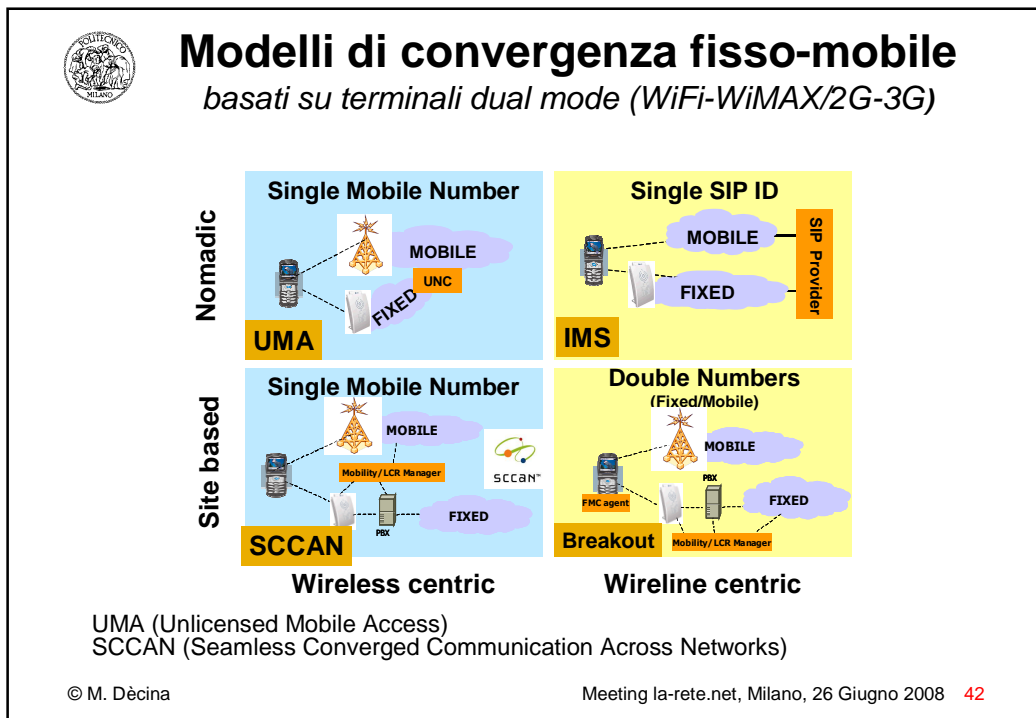 POLITECNICO
MILANO
Modelli di convergenza fisso-mobile
basati su terminali dual mode (WiFi-WiMAX/2G-3G)
Nomadic
Single Mobile Number
MOBILE
UNC
FIXED
UMA
Single SIP ID
MOBILE
FIXED
SIP Provider
IMS
Site based
Single Mobile Number
MOBILE
Mobility/LCR Manager
SCCAN™
PBX
FIXED
SCCAN
Double Numbers
(Fixed/Mobile)
MOBILE
PBX
FIXED
FMC agent
Mobility/LCR Manager
Breakout
Wireless centric
Wireline centric
UMA (Unlicensed Mobile Access)
SCCAN (Seamless Converged Communication Across Networks)
© M. Dècina
Meeting la-rete.net, Milano, 26 Giugno 2008 42